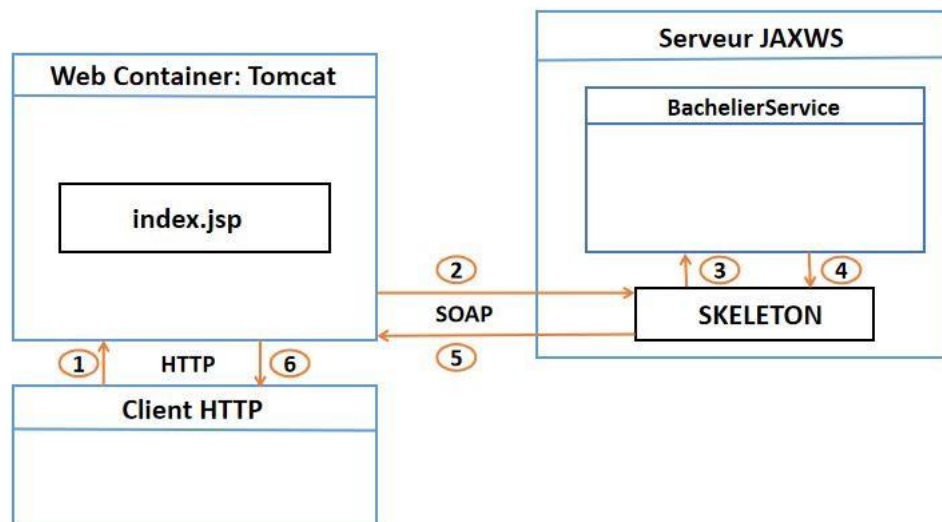 Serveur JAXWS
Web Container: Tomcat
BachelierService
index.jsp
2
3
4
SOAP
SKELETON
1
HTTP
6
5
Client HTTP